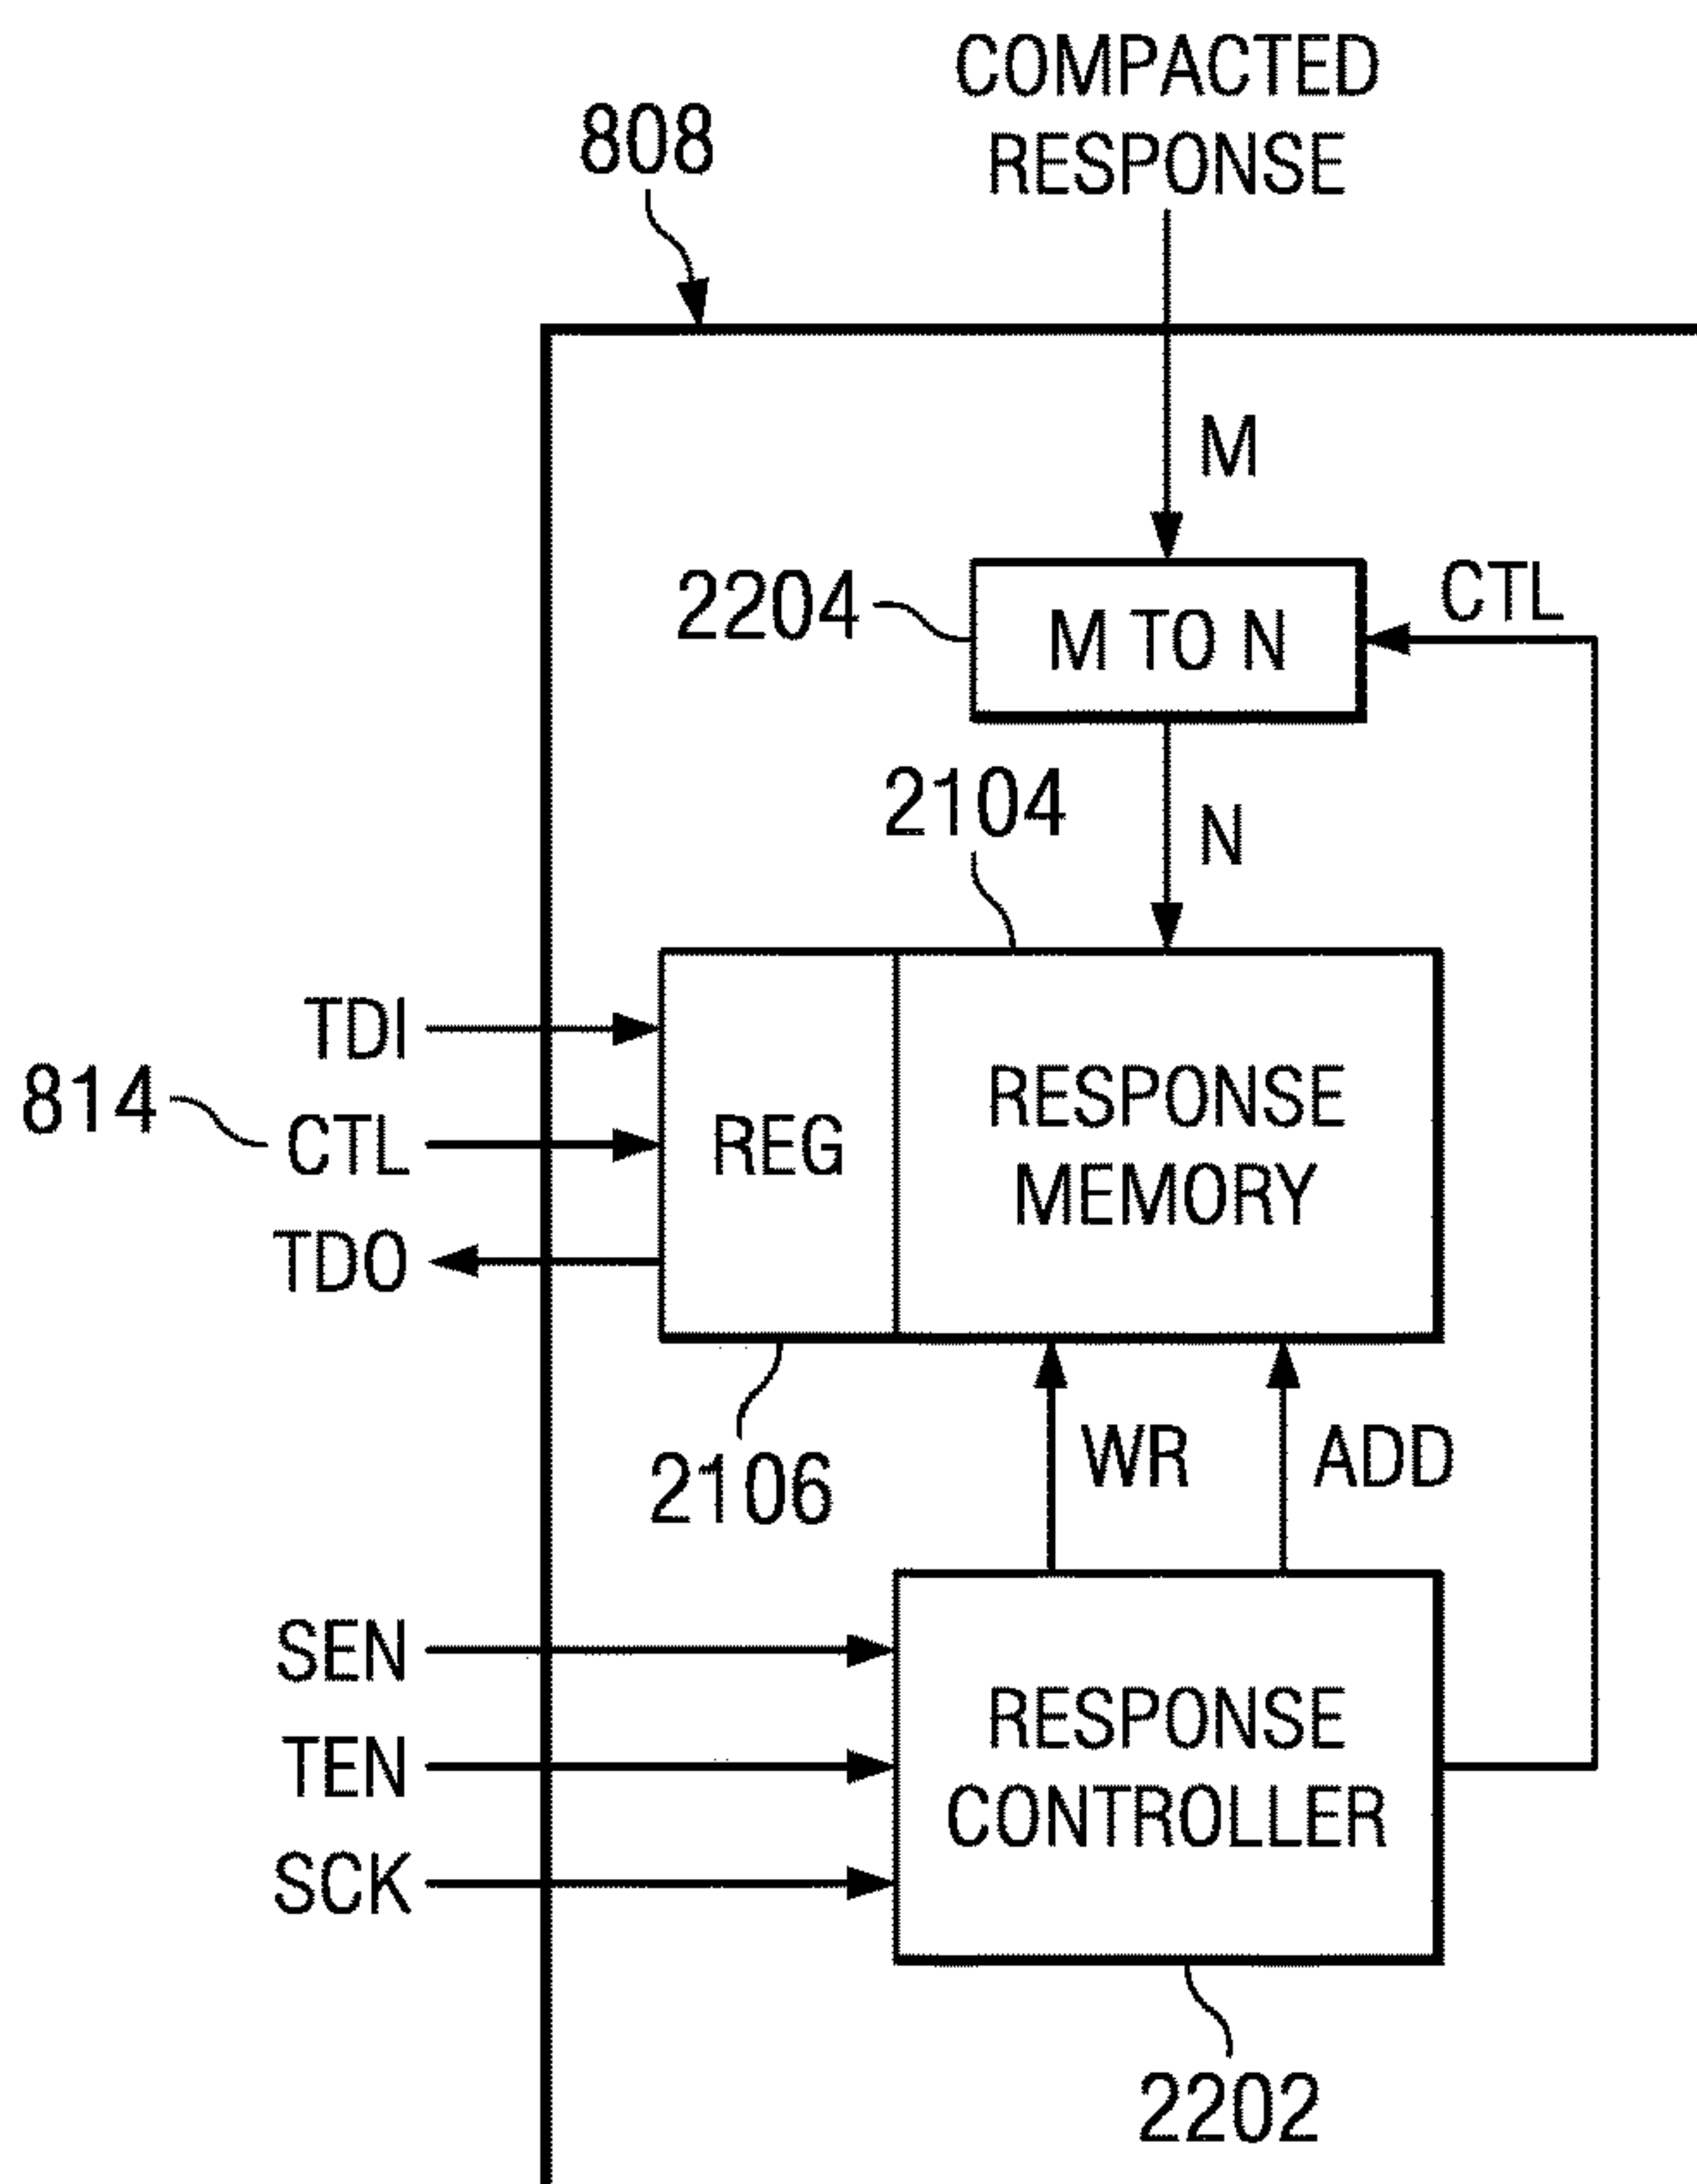 COMPACTED
RESPONSE
808
M
2204
M TO N
CTL
2104
N
TDI
814
CTL
TDO
REG
RESPONSE
MEMORY
2106
WR
ADD
SEN
TEN
SCK
RESPONSE
CONTROLLER
2202